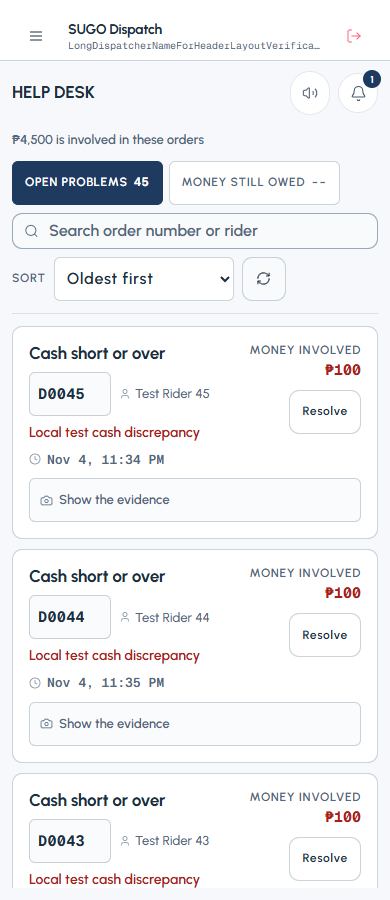 SUGO Dispatch
LongDispatcherNameForHeaderLayoutVerifica…
HELP DESK
1
₱4,500 is involved in these orders
OPEN PROBLEMS 45
MONEY STILL OWED --
Search order number or rider
SORT Oldest first
Cash short or over
MONEY INVOLVED
₱100
D0045
Test Rider 45
Resolve
Local test cash discrepancy
Nov 4, 11:34 PM
Show the evidence
Cash short or over
MONEY INVOLVED
₱100
D0044
Test Rider 44
Resolve
Local test cash discrepancy
Nov 4, 11:35 PM
Show the evidence
Cash short or over
MONEY INVOLVED
₱100
D0043
Test Rider 43
Resolve
Local test cash discrepancy